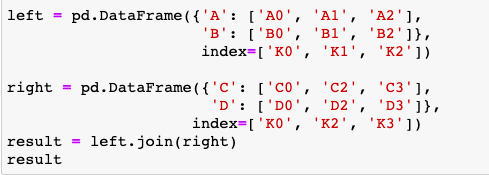 left = pd.DataFrame({'A': ['A0', 'A1', 'A2'],
'B': ['B0', 'B1', 'B2']},
index=['K0', 'K1', 'K2'])
right = pd.DataFrame({'C': ['C0', 'C2', 'C3'],
'D': ['D0', 'D2', 'D3']},
index=['K0', 'K2', 'K3'])
result = left.join(right)
result